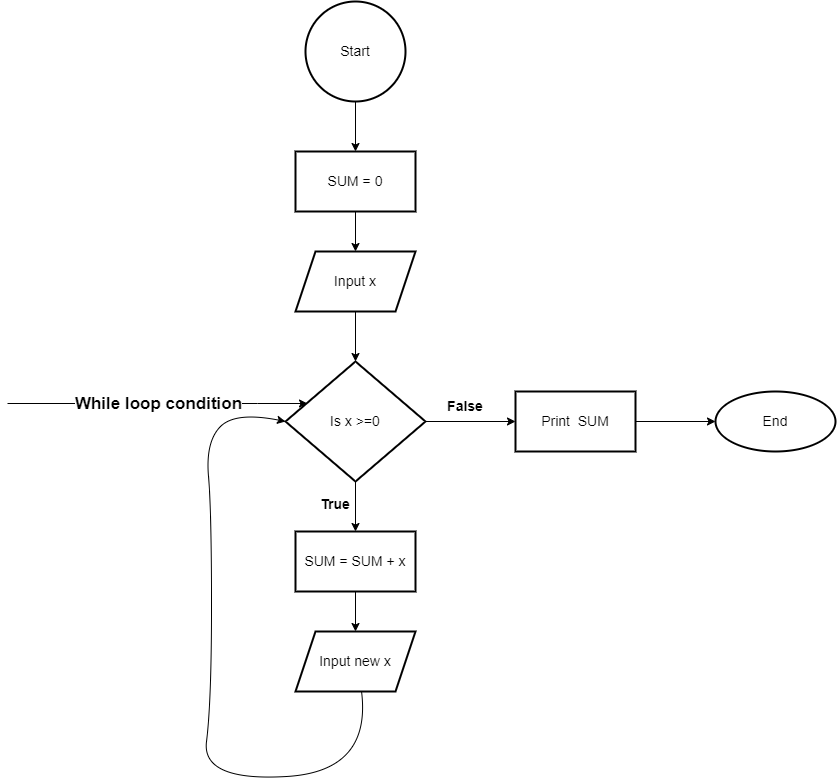 Start
SUM = 0
Input x
While loop condition
Is x >=0
False
Print  SUM
End
True
SUM = SUM + x
Input new x